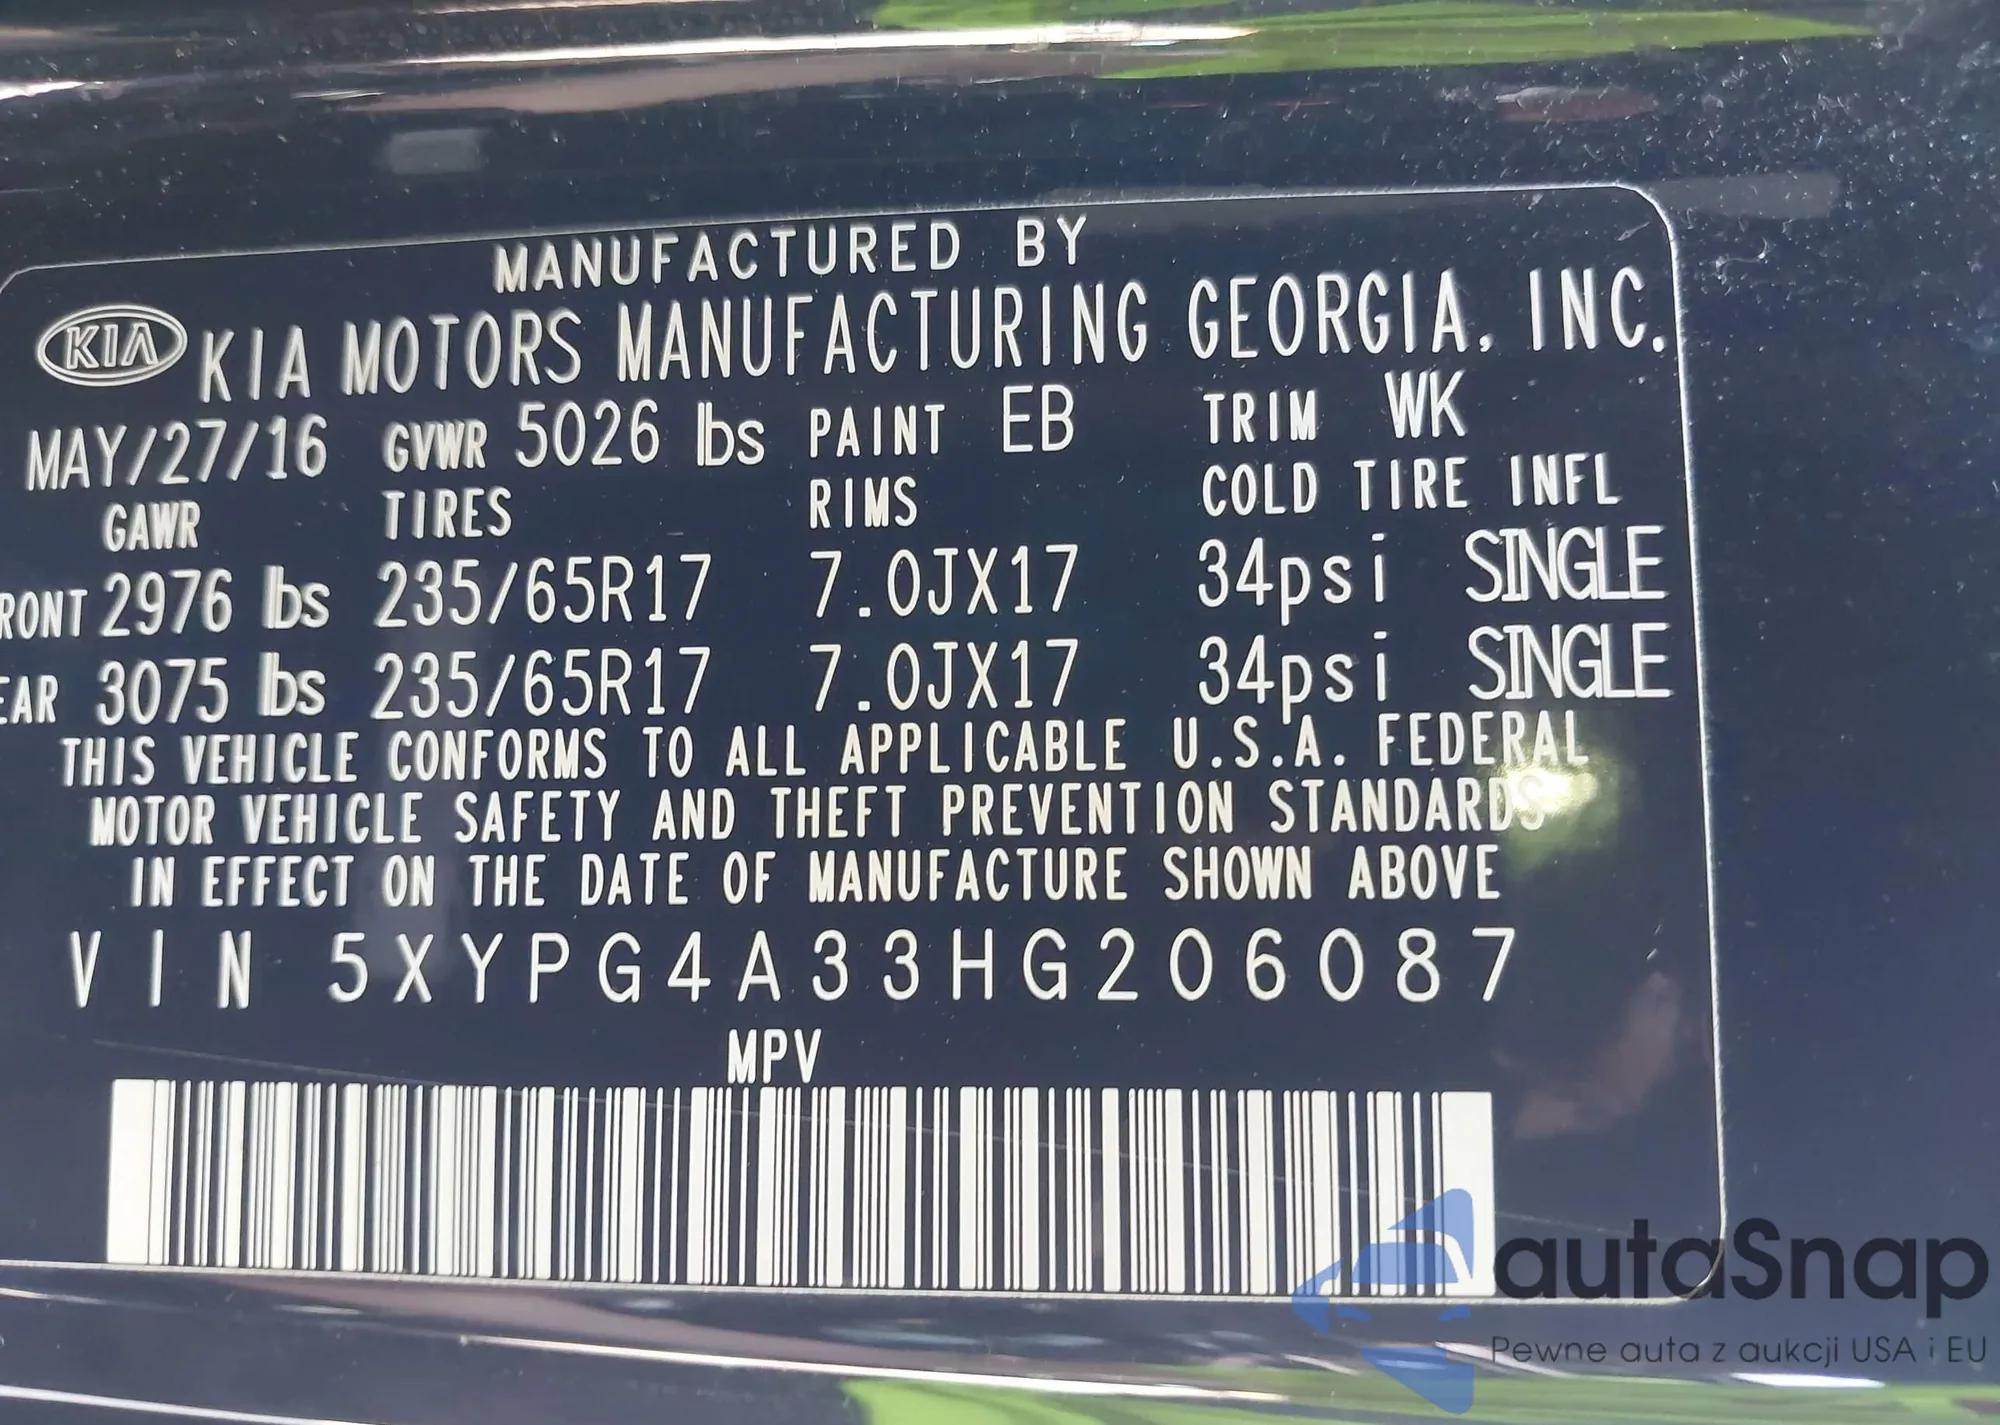 MANUFACTURED BY
KIA KIA MOTORS MANUFACTURING GEORGIA, INC.
MAY/27/16 GVWR 5026 lbs PAINT EB TRIM WK
GAWR TIRES RIMS COLD TIRE INFL
RONT 2976 lbs 235/65R17 7.0JX17 34psi SINGLE
EAR 3075 lbs 235/65R17 7.0JX17 34psi SINGLE
THIS VEHICLE CONFORMS TO ALL APPLICABLE U.S.A. FEDERAL
MOTOR VEHICLE SAFETY AND THEFT PREVENTION STANDARDS
IN EFFECT ON THE DATE OF MANUFACTURE SHOWN ABOVE
VIN 5XYPG4A33HG206087
MPV
autaSnap
Pewne auta z aukcji USA i EU